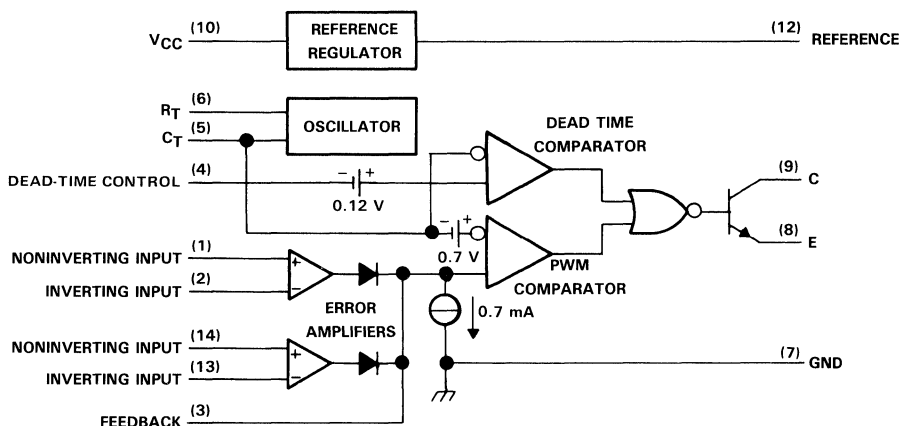 (10) (12)
VCC REFERENCE REGULATOR REFERENCE
(6)
RT
(5) OSCILLATOR
CT
DEAD TIME
COMPARATOR
(4) (9)
DEAD-TIME CONTROL C
− +
0.12 V
(8)
− + E
0.7 V
(1)
NONINVERTING INPUT PWM
COMPARATOR
+
(2)
INVERTING INPUT −
ERROR
AMPLIFIERS
0.7 mA
(14)
NONINVERTING INPUT +
(13) (7)
INVERTING INPUT − GND
(3)
FEEDBACK